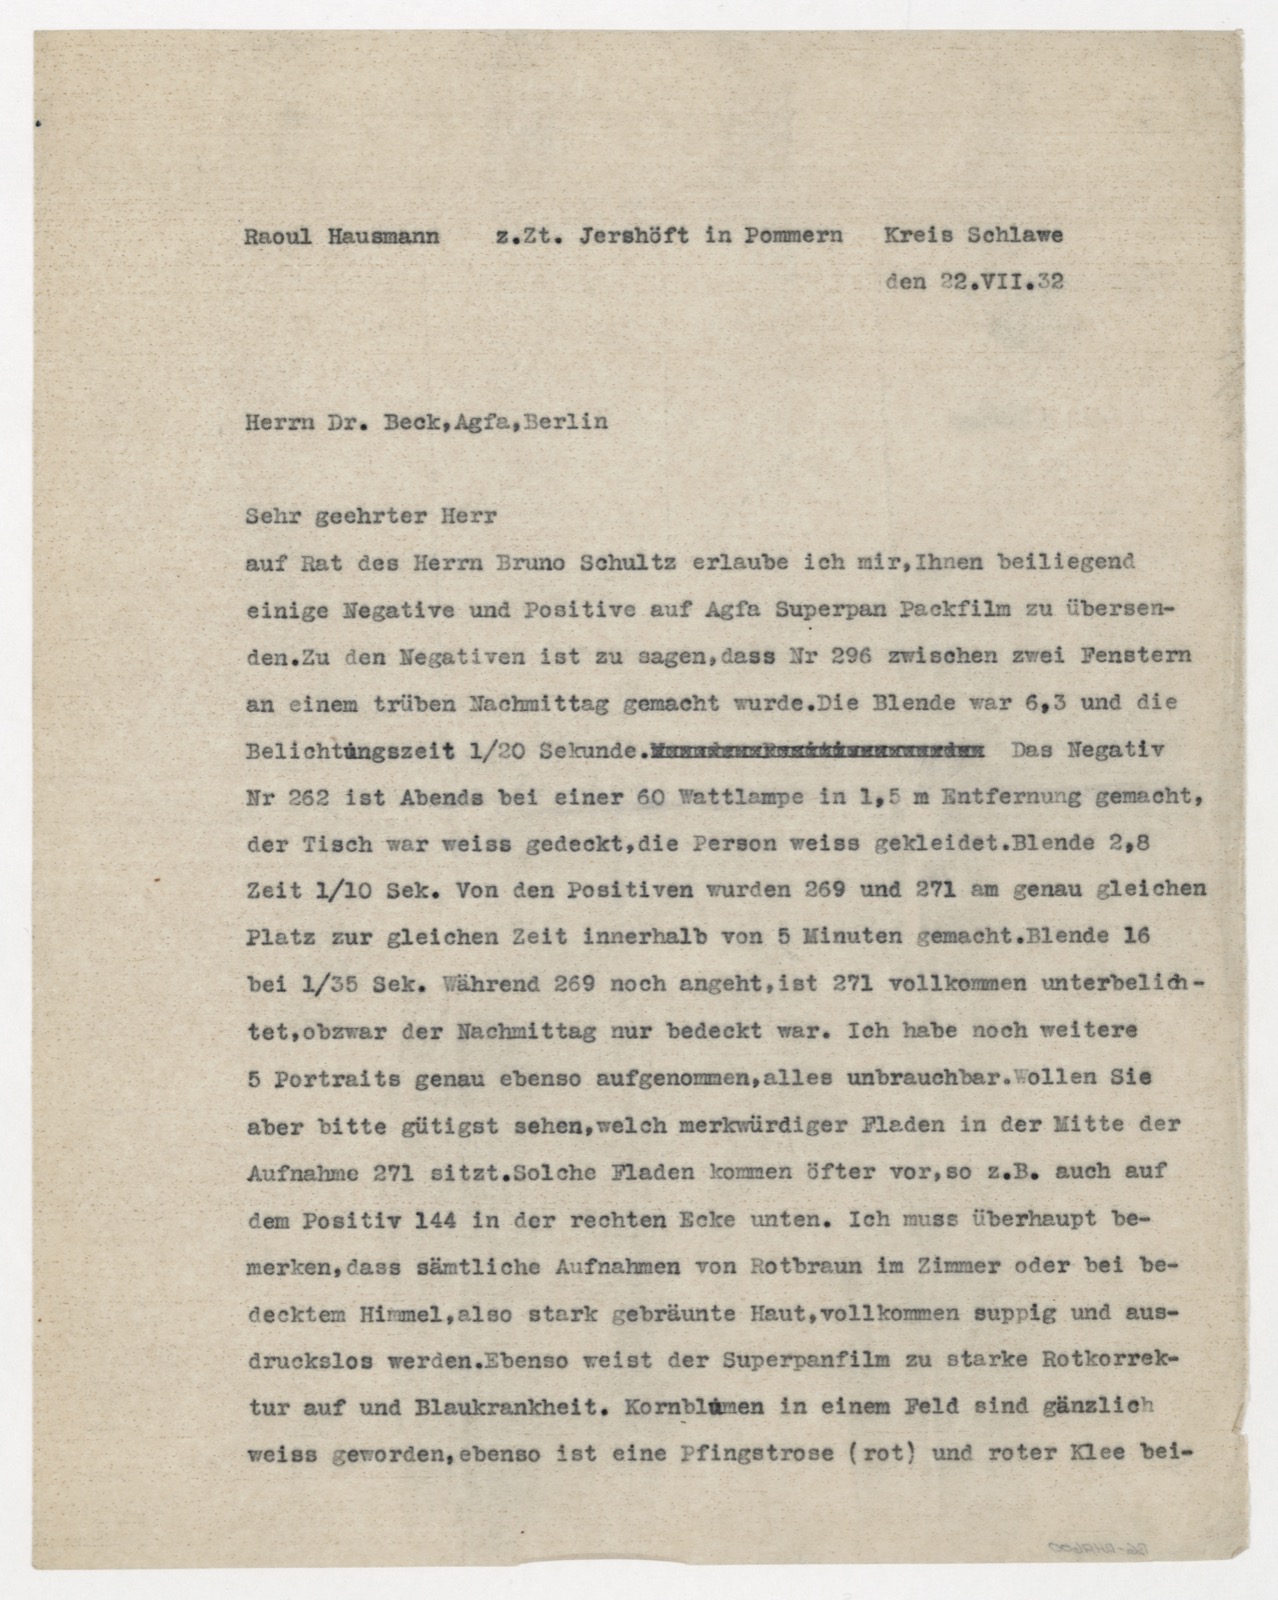 Raoul Hausmann    z.Zt. Jershöft in Pommern   Kreis Schlawe
den 22.VII.32
Herrn Dr. Beck,Agfa,Berlin
Sehr geehrter Herr
auf Rat des Herrn Bruno Schultz erlaube ich mir,Ihnen beiliegend
einige Negative und Positive auf Agfa Superpan Packfilm zu übersen-
den.Zu den Negativen ist zu sagen,dass Nr 296 zwischen zwei Fenstern
an einem trüben Nachmittag gemacht wurde.Die Blende war 6,3 und die
Belichtungszeit 1/20 Sekunde. Das Negativ
Nr 262 ist Abends bei einer 60 Wattlampe in 1,5 m Entfernung gemacht,
der Tisch war weiss gedeckt,die Person weiss gekleidet.Blende 2,8
Zeit 1/10 Sek. Von den Positiven wurden 269 und 271 am genau gleichen
Platz zur gleichen Zeit innerhalb von 5 Minuten gemacht.Blende 16
bei 1/35 Sek. Während 269 noch angeht,ist 271 vollkommen unterbelich-
tet,obzwar der Nachmittag nur bedeckt war. Ich habe noch weitere
5 Portraits genau ebenso aufgenommen,alles unbrauchbar.Wollen Sie
aber bitte gütigst sehen,welch merkwürdiger Fladen in der Mitte der
Aufnahme 271 sitzt.Solche Fladen kommen öfter vor,so z.B. auch auf
dem Positiv 144 in der rechten Ecke unten. Ich muss überhaupt be-
merken,dass sämtliche Aufnahmen von Rotbraun im Zimmer oder bei be-
decktem Himmel,also stark gebräunte Haut,vollkommen suppig und aus-
druckslos werden.Ebenso weist der Superpanfilm zu starke Rotkorrek-
tur auf und Blaukrankheit. Kornblumen in einem Feld sind gänzlich
weiss geworden,ebenso ist eine Pfingstrose (rot) und roter Klee bei-